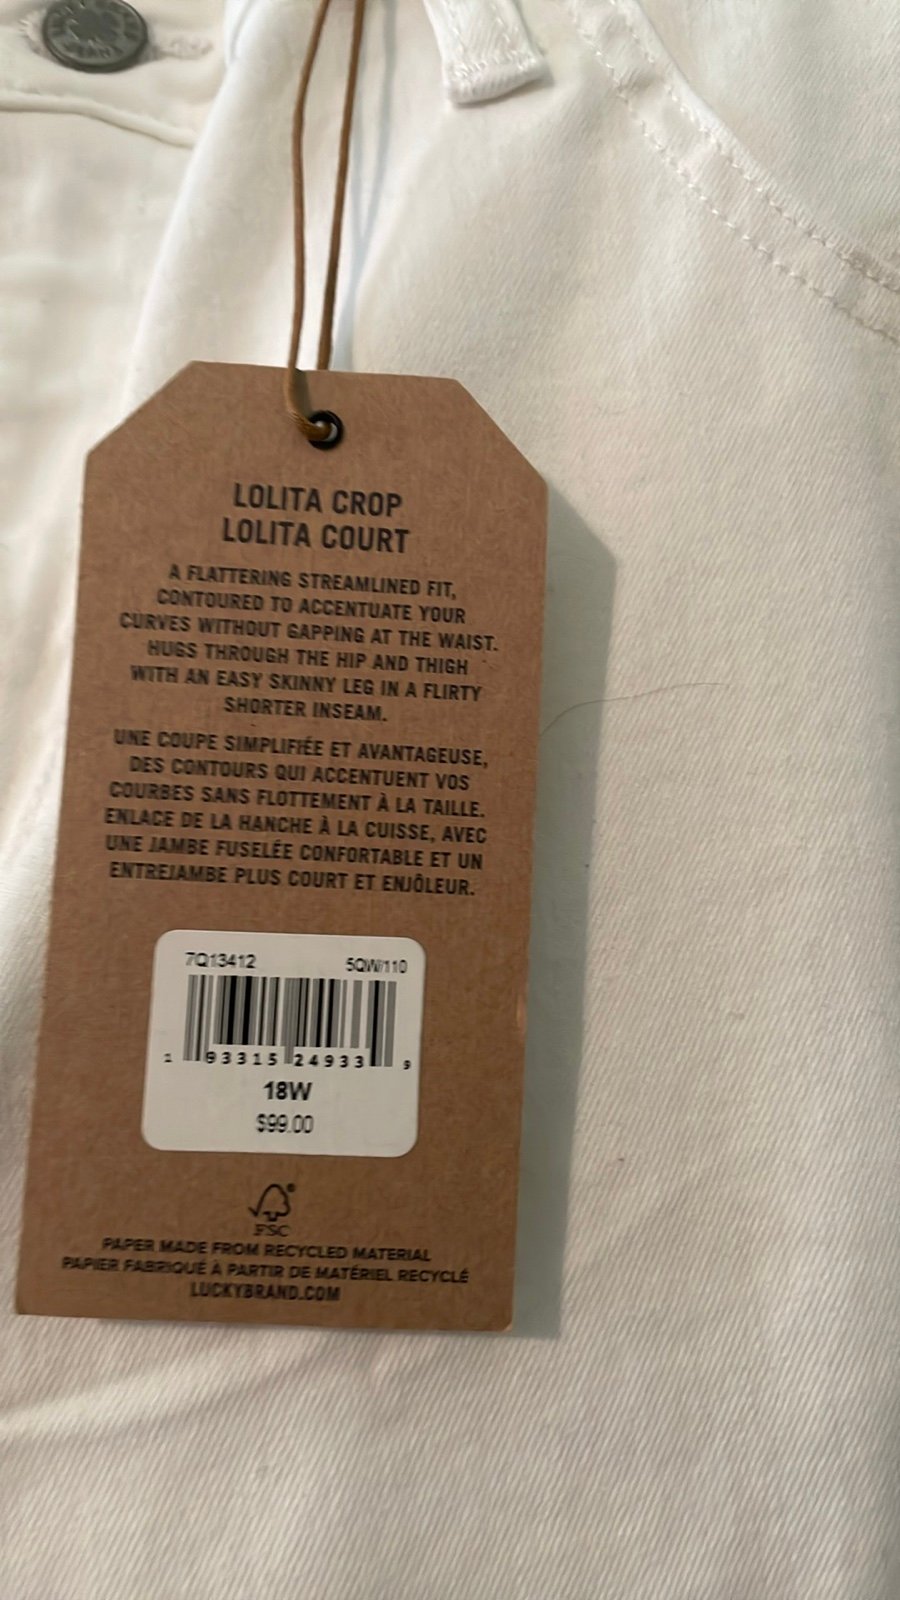 LOLITA CROP
LOLITA COURT
A FLATTERING STREAMLINED FIT,
CONTOURED TO ACCENTUATE YOUR
CURVES WITHOUT GAPPING AT THE WAIST.
HUGS THROUGH THE HIP AND THIGH
WITH AN EASY SKINNY LEG IN A FLIRTY
SHORTER INSEAM.
UNE COUPE SIMPLIFIÉE ET AVANTAGEUSE,
DES CONTOURS QUI ACCENTUENT VOS
COURBES SANS FLOTTEMENT À LA TAILLE.
ENLACE DE LA HANCHE À LA CUISSE, AVEC
UNE JAMBE FUSELÉE CONFORTABLE ET UN
ENTREJAMBE PLUS COURT ET ENJÔLEUR.
7Q13412 5QW/110
1 93315 24933 9
18W
$99.00
FSC®
PAPER MADE FROM RECYCLED MATERIAL
PAPIER FABRIQUÉ À PARTIR DE MATÉRIEL RECYCLÉ
LUCKYBRAND.COM